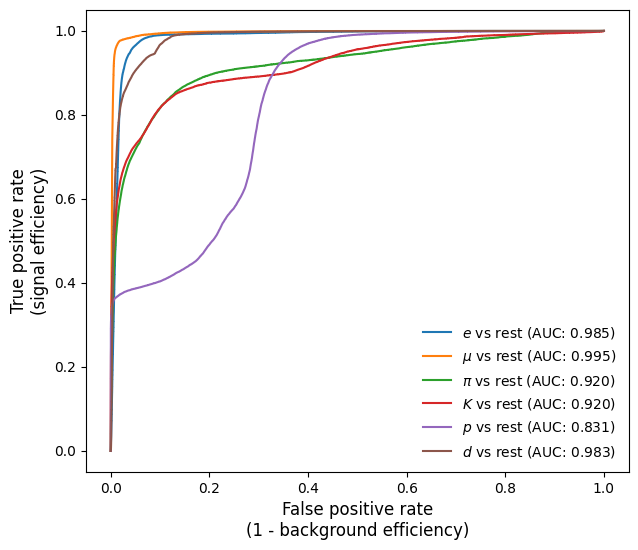 True positive rate
(signal efficiency)
1.0
0.8
0.6
0.4
0.2
0.0
e vs rest (AUC: 0.985)
μ vs rest (AUC: 0.995)
π vs rest (AUC: 0.920)
K vs rest (AUC: 0.920)
p vs rest (AUC: 0.831)
d vs rest (AUC: 0.983)
0.0 0.2 0.4 0.6 0.8 1.0
False positive rate
(1 - background efficiency)